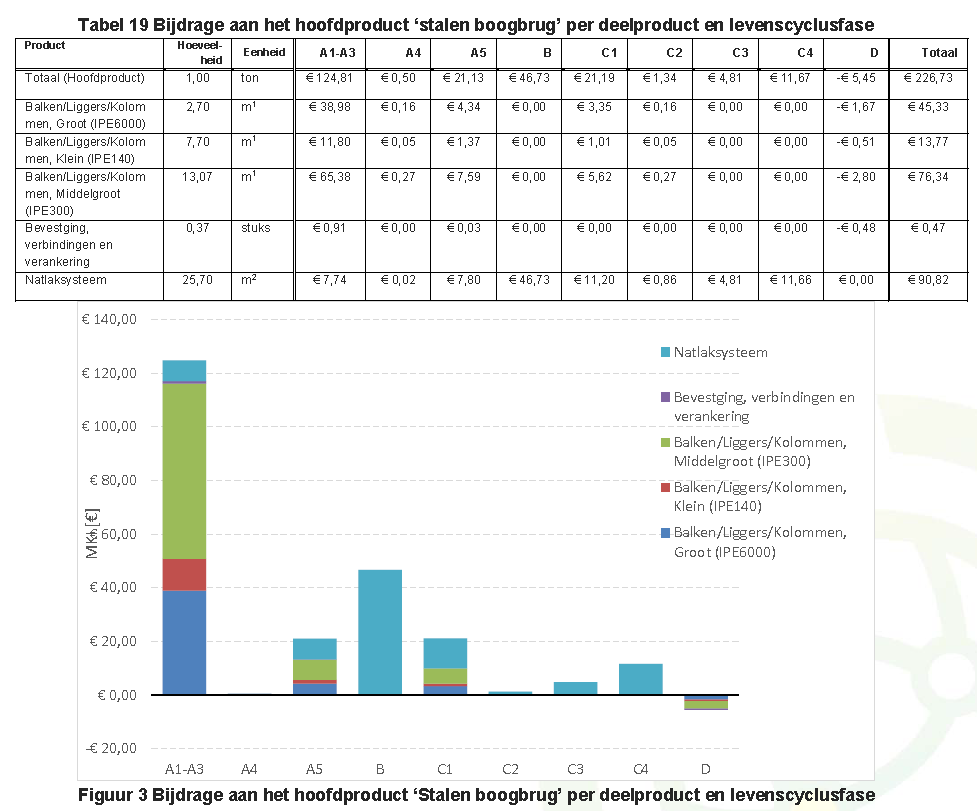 Tabel 19 Bijdrage aan het hoofdproduct ‘stalen boogbrug’ per deelproduct en levenscyclusfase
Product Hoeveel-heid Eenheid A1-A3 A4 A5 B C1 C2 C3 C4 D Totaal
Totaal (Hoofdproduct) 1,00 ton € 124,81 € 0,50 € 21,13 € 46,73 € 21,19 € 1,34 € 4,81 € 11,67 -€ 5,45 € 226,73
Balken/Liggers/Kolom 2,70 m¹ € 38,98 € 0,16 € 4,34 € 0,00 € 3,35 € 0,16 € 0,00 € 0,00 -€ 1,67 € 45,33
men, Groot (IPE6000)
Balken/Liggers/Kolom 7,70 m¹ € 11,80 € 0,05 € 1,37 € 0,00 € 1,01 € 0,05 € 0,00 € 0,00 -€ 0,51 € 13,77
men, Klein (IPE140)
Balken/Liggers/Kolom 13,07 m¹ € 65,38 € 0,27 € 7,59 € 0,00 € 5,62 € 0,27 € 0,00 € 0,00 -€ 2,80 € 76,34
men, Middelgroot
(IPE300)
Bevestging, 0,37 stuks € 0,91 € 0,00 € 0,03 € 0,00 € 0,00 € 0,00 € 0,00 € 0,00 -€ 0,48 € 0,47
verbindingen en
verankering
Natlaksysteem 25,70 m² € 7,74 € 0,02 € 7,80 € 46,73 € 11,20 € 0,86 € 4,81 € 11,66 € 0,00 € 90,82
€ 140,00
€ 120,00
€ 100,00
€ 80,00
€ 60,00
€ 40,00
€ 20,00
€ 0,00
-€ 20,00
MKI [€]
Natlaksysteem
Bevestging, verbindingen en
verankering
Balken/Liggers/Kolommen,
Middelgroot (IPE300)
Balken/Liggers/Kolommen,
Klein (IPE140)
Balken/Liggers/Kolommen,
Groot (IPE6000)
A1-A3 A4 A5 B C1 C2 C3 C4 D
Figuur 3 Bijdrage aan het hoofdproduct ‘Stalen boogbrug’ per deelproduct en levenscyclusfase